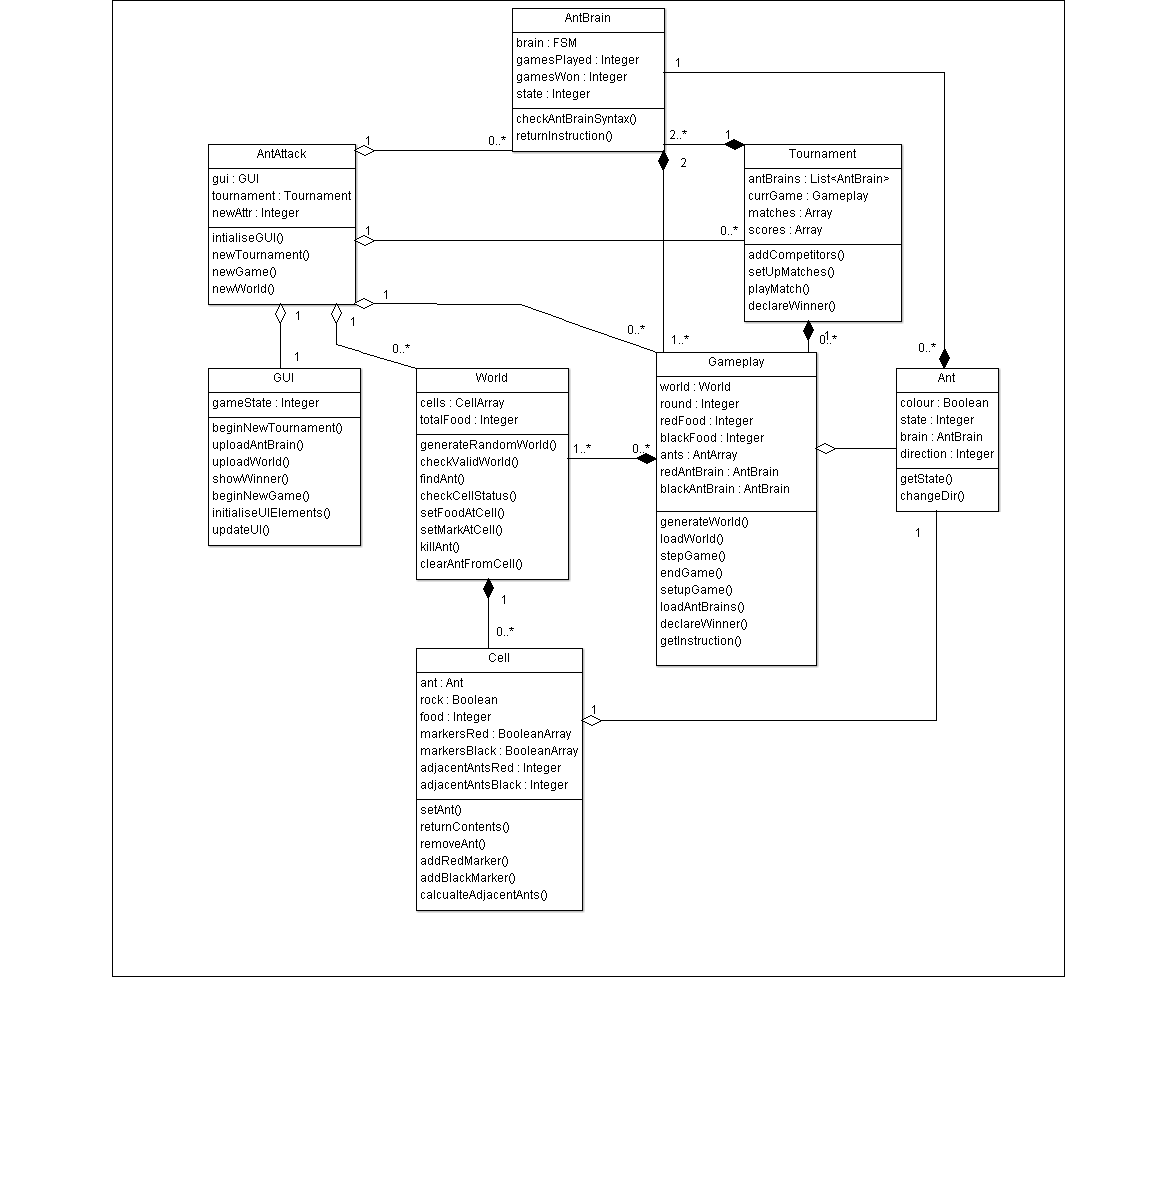 AntBrain
brain : FSM
gamesPlayed : Integer
gamesWon : Integer
state : Integer
checkAntBrainSyntax()
returnInstruction()
1
1
0..*
2..*
1
2
AntAttack
gui : GUI
tournament : Tournament
newAttr : Integer
intialiseGUI()
newTournament()
newGame()
newWorld()
Tournament
antBrains : List<AntBrain>
currGame : Gameplay
matches : Array
scores : Array
addCompetitors()
setUpMatches()
playMatch()
declareWinner()
1
0..*
1
1
1
0..*
1..*
1
0..*
0..*
1
0..*
GUI
gameState : Integer
beginNewTournament()
uploadAntBrain()
uploadWorld()
showWinner()
beginNewGame()
initialiseUIElements()
updateUI()
World
cells : CellArray
totalFood : Integer
generateRandomWorld()
checkValidWorld()
findAnt()
checkCellStatus()
setFoodAtCell()
setMarkAtCell()
killAnt()
clearAntFromCell()
1..*
0..*
Gameplay
world : World
round : Integer
redFood : Integer
blackFood : Integer
ants : AntArray
redAntBrain : AntBrain
blackAntBrain : AntBrain
generateWorld()
loadWorld()
stepGame()
endGame()
setupGame()
loadAntBrains()
declareWinner()
getInstruction()
Ant
colour : Boolean
state : Integer
brain : AntBrain
direction : Integer
getState()
changeDir()
1
1
0..*
Cell
ant : Ant
rock : Boolean
food : Integer
markersRed : BooleanArray
markersBlack : BooleanArray
adjacentAntsRed : Integer
adjacentAntsBlack : Integer
setAnt()
returnContents()
removeAnt()
addRedMarker()
addBlackMarker()
calcualteAdjacentAnts()
1